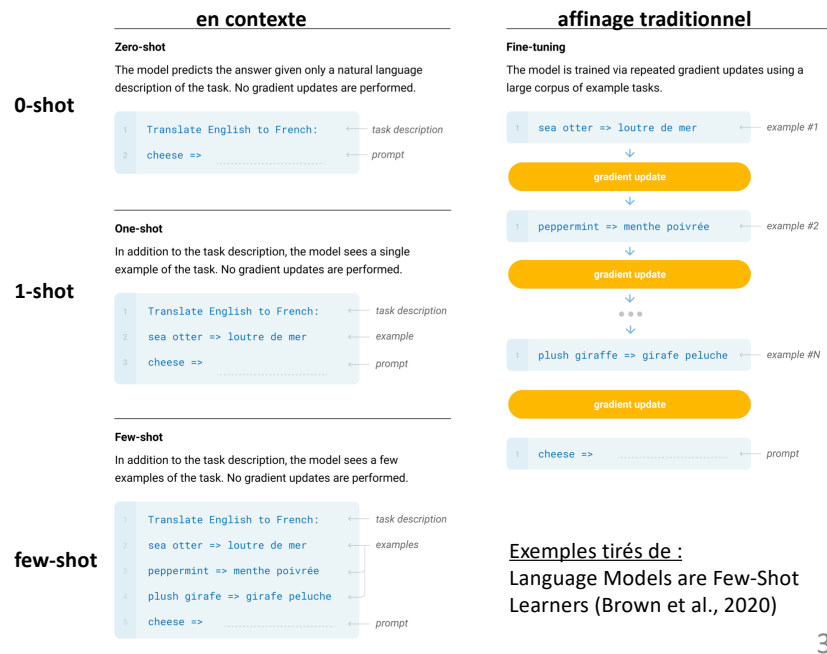 en contexte
0-shot
Zero-shot
The model predicts the answer given only a natural language
description of the task. No gradient updates are performed.
1 Translate English to French: task description
2 cheese => prompt
1-shot
One-shot
In addition to the task description, the model sees a single
example of the task. No gradient updates are performed.
1 Translate English to French: task description
2 sea otter => loutre de mer example
3 cheese => prompt
few-shot
Few-shot
In addition to the task description, the model sees a few
examples of the task. No gradient updates are performed.
1 Translate English to French: task description
2 sea otter => loutre de mer examples
3 peppermint => menthe poivrée
4 plush girafe => girafe peluche
5 cheese => prompt
affinage traditionnel
Fine-tuning
The model is trained via repeated gradient updates using a
large corpus of example tasks.
1 sea otter => loutre de mer example #1
gradient update
1 peppermint => menthe poivrée example #2
gradient update
1 plush giraffe => girafe peluche example #N
gradient update
1 cheese => prompt
Exemples tirés de :
Language Models are Few-Shot
Learners (Brown et al., 2020)
3